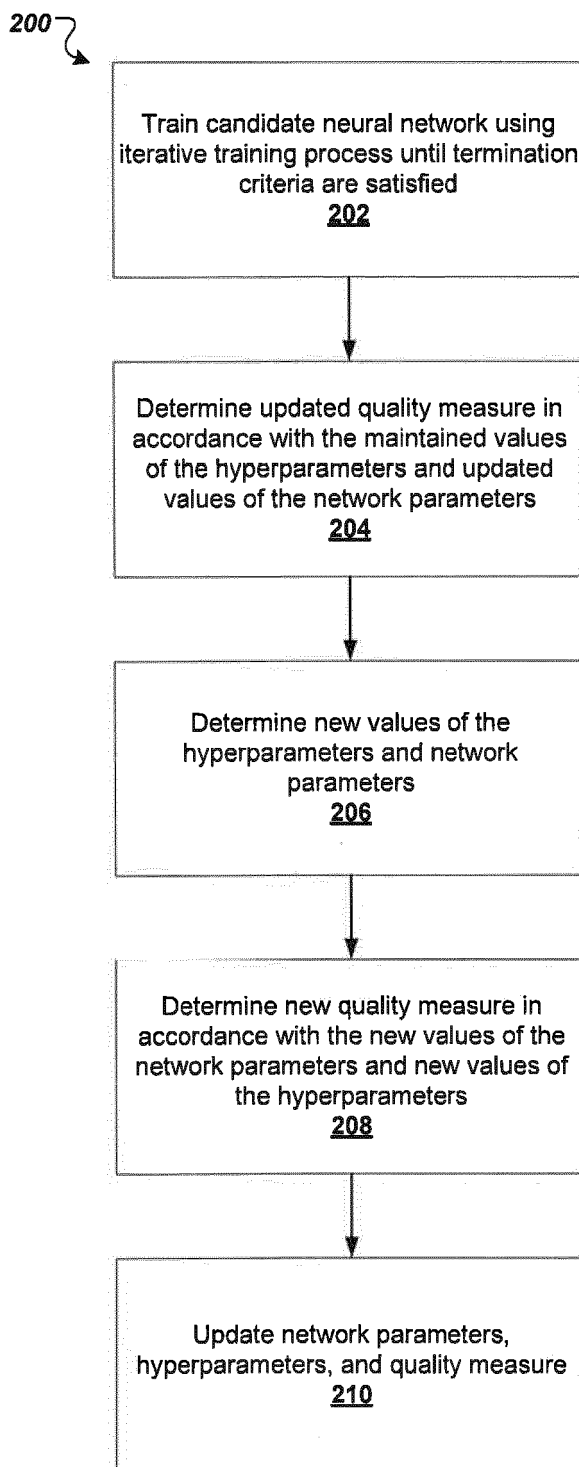 200
Train candidate neural network using
iterative training process until termination
criteria are satisfied
202
Determine updated quality measure in
accordance with the maintained values
of the hyperparameters and updated
values of the network parameters
204
Determine new values of the
hyperparameters and network
parameters
206
Determine new quality measure in
accordance with the new values of the
network parameters and new values of
the hyperparameters
208
Update network parameters,
hyperparameters, and quality measure
210